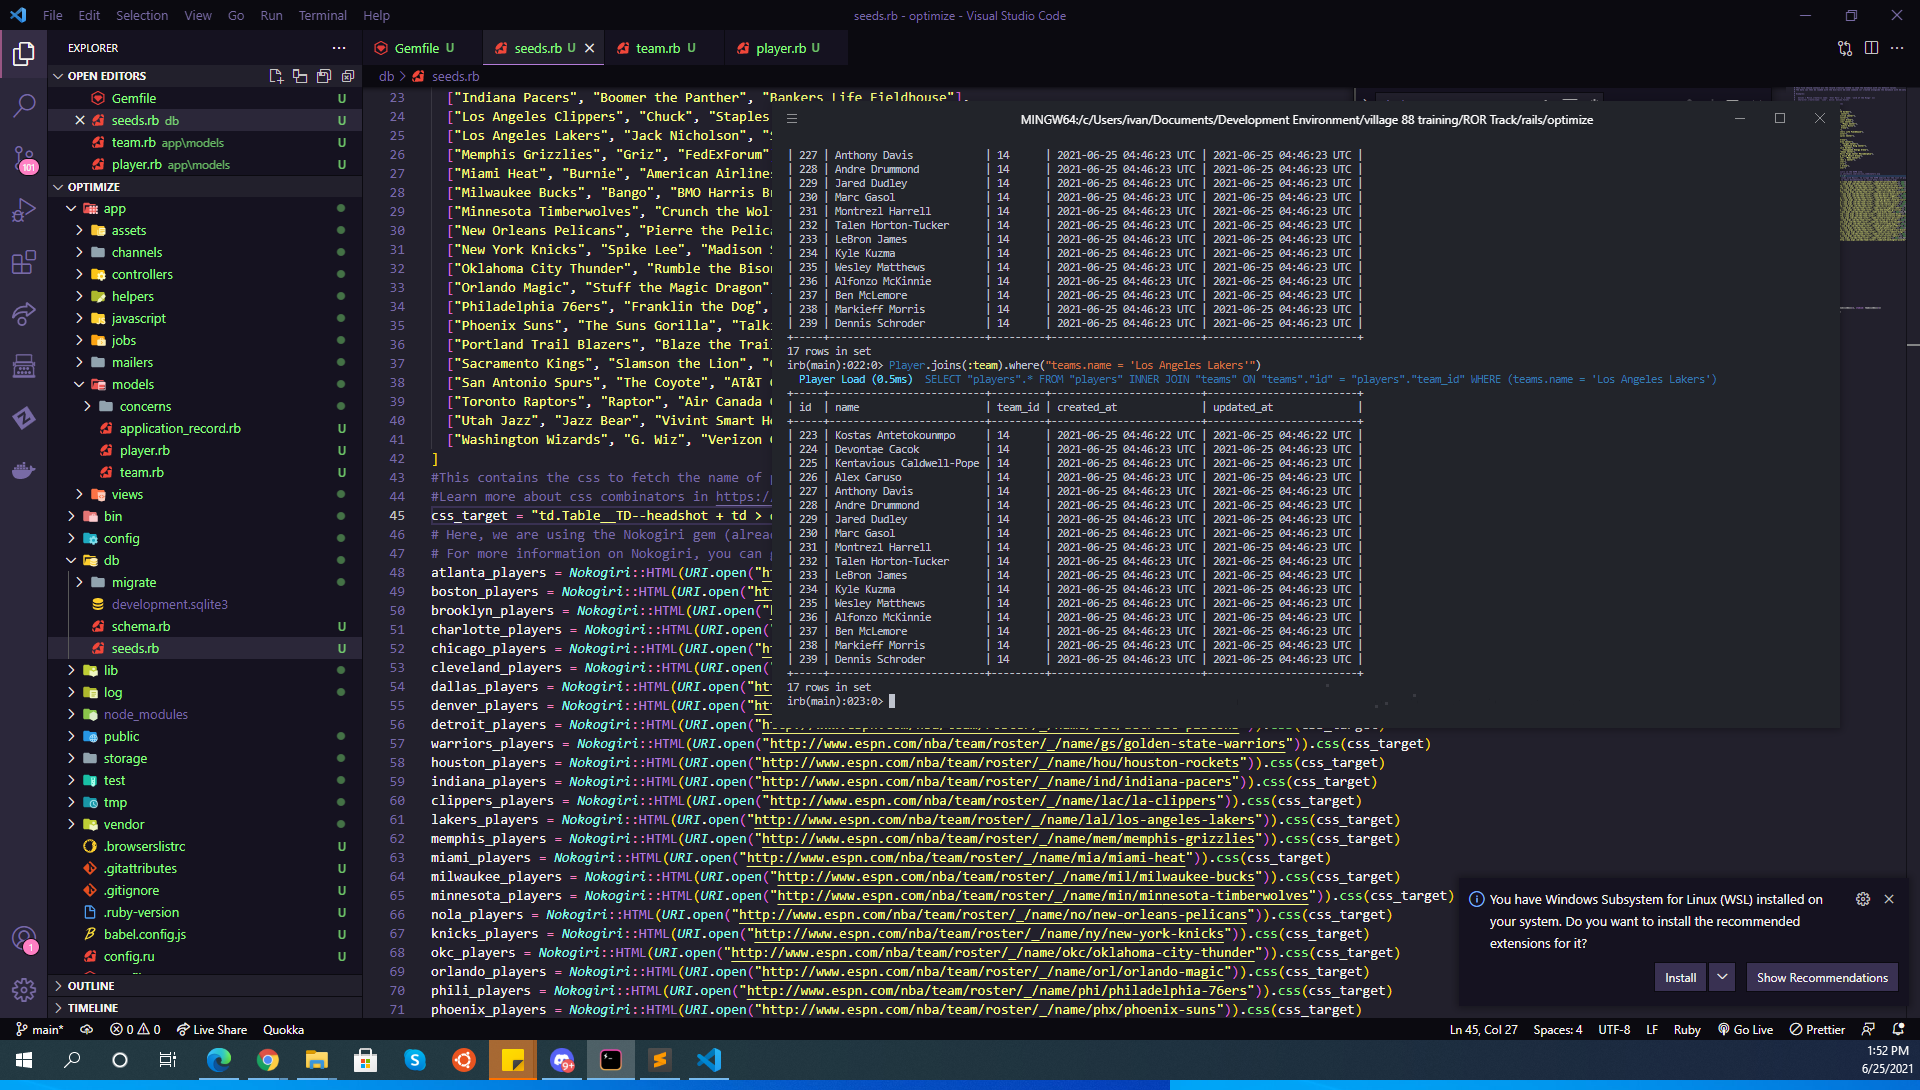 File Edit Selection View Go Run Terminal Help
seeds.rb - optimize - Visual Studio Code
EXPLORER
OPEN EDITORS
Gemfile U
seeds.rb db U
team.rb app\models U
player.rb app\models U
OPTIMIZE
app
assets
channels
controllers
helpers
javascript
jobs
mailers
models
concerns
application_record.rb
player.rb
team.rb
views
bin
config
db
migrate
development.sqlite3
schema.rb U
seeds.rb U
lib
log
node_modules
public
storage
test
tmp
vendor
.browserslistrc U
.gitattributes U
.gitignore U
.ruby-version U
babel.config.js U
config.ru U
OUTLINE
TIMELINE
101
1
Gemfile U
seeds.rb U
team.rb U
player.rb U
db > seeds.rb
23 ["Indiana Pacers", "Boomer the Panther", "Bankers Life Fieldhouse"],
24 ["Los Angeles Clippers", "Chuck", "Staples
25 ["Los Angeles Lakers", "Jack Nicholson", "S
26 ["Memphis Grizzlies", "Griz", "FedExForum"
27 ["Miami Heat", "Burnie", "American Airlines
28 ["Milwaukee Bucks", "Bango", "BMO Harris Br
29 ["Minnesota Timberwolves", "Crunch the Wol
30 ["New Orleans Pelicans", "Pierre the Pelica
31 ["New York Knicks", "Spike Lee", "Madison S
32 ["Oklahoma City Thunder", "Rumble the Bison
33 ["Orlando Magic", "Stuff the Magic Dragon",
34 ["Philadelphia 76ers", "Franklin the Dog",
35 ["Phoenix Suns", "The Suns Gorilla", "Talki
36 ["Portland Trail Blazers", "Blaze the Trail
37 ["Sacramento Kings", "Slamson the Lion", "G
38 ["San Antonio Spurs", "The Coyote", "AT&T C
39 ["Toronto Raptors", "Raptor", "Air Canada C
40 ["Utah Jazz", "Jazz Bear", "Vivint Smart Ho
41 ["Washington Wizards", "G. Wiz", "Verizon C
42 ]
43 #This contains the css to fetch the name of p
44 #Learn more about css combinators in https:/
45 css_target = "td.Table__TD--headshot + td >
46 # Here, we are using the Nokogiri gem (alrea
47 # For more information on Nokogiri, you can
48 atlanta_players = Nokogiri::HTML(URI.open("ht
49 boston_players = Nokogiri::HTML(URI.open("htt
50 brooklyn_players = Nokogiri::HTML(URI.open("
51 charlotte_players = Nokogiri::HTML(URI.open(
52 chicago_players = Nokogiri::HTML(URI.open("ht
53 cleveland_players = Nokogiri::HTML(URI.open(
54 dallas_players = Nokogiri::HTML(URI.open("htt
55 denver_players = Nokogiri::HTML(URI.open("htt
56 detroit_players = Nokogiri::HTML(URI.open("ht
57 warriors_players = Nokogiri::HTML(URI.open("http://www.espn.com/nba/team/roster/_/name/gs/golden-state-warriors")).css(css_target)
58 houston_players = Nokogiri::HTML(URI.open("http://www.espn.com/nba/team/roster/_/name/hou/houston-rockets")).css(css_target)
59 indiana_players = Nokogiri::HTML(URI.open("http://www.espn.com/nba/team/roster/_/name/ind/indiana-pacers")).css(css_target)
60 clippers_players = Nokogiri::HTML(URI.open("http://www.espn.com/nba/team/roster/_/name/lac/la-clippers")).css(css_target)
61 lakers_players = Nokogiri::HTML(URI.open("http://www.espn.com/nba/team/roster/_/name/lal/los-angeles-lakers")).css(css_target)
62 memphis_players = Nokogiri::HTML(URI.open("http://www.espn.com/nba/team/roster/_/name/mem/memphis-grizzlies")).css(css_target)
63 miami_players = Nokogiri::HTML(URI.open("http://www.espn.com/nba/team/roster/_/name/mia/miami-heat")).css(css_target)
64 milwaukee_players = Nokogiri::HTML(URI.open("http://www.espn.com/nba/team/roster/_/name/mil/milwaukee-bucks")).css(css_target)
65 minnesota_players = Nokogiri::HTML(URI.open("http://www.espn.com/nba/team/roster/_/name/min/minnesota-timberwolves")).css(css_target)
66 nola_players = Nokogiri::HTML(URI.open("http://www.espn.com/nba/team/roster/_/name/no/new-orleans-pelicans")).css(css_target)
67 knicks_players = Nokogiri::HTML(URI.open("http://www.espn.com/nba/team/roster/_/name/ny/new-york-knicks")).css(css_target)
68 okc_players = Nokogiri::HTML(URI.open("http://www.espn.com/nba/team/roster/_/name/okc/oklahoma-city-thunder")).css(css_target)
69 orlando_players = Nokogiri::HTML(URI.open("http://www.espn.com/nba/team/roster/_/name/orl/orlando-magic")).css(css_target)
70 phili_players = Nokogiri::HTML(URI.open("http://www.espn.com/nba/team/roster/_/name/phi/philadelphia-76ers")).css(css_target)
71 phoenix_players = Nokogiri::HTML(URI.open("http://www.espn.com/nba/team/roster/_/name/phx/phoenix-suns")).css(css_target)
MINGW64:/c/Users/ivan/Documents/Development Environment/village 88 training/ROR Track/rails/optimize
| 227 | Anthony Davis | 14 | 2021-06-25 04:46:23 UTC | 2021-06-25 04:46:23 UTC |
| 228 | Andre Drummond | 14 | 2021-06-25 04:46:23 UTC | 2021-06-25 04:46:23 UTC |
| 229 | Jared Dudley | 14 | 2021-06-25 04:46:23 UTC | 2021-06-25 04:46:23 UTC |
| 230 | Marc Gasol | 14 | 2021-06-25 04:46:23 UTC | 2021-06-25 04:46:23 UTC |
| 231 | Montrezl Harrell | 14 | 2021-06-25 04:46:23 UTC | 2021-06-25 04:46:23 UTC |
| 232 | Talen Horton-Tucker | 14 | 2021-06-25 04:46:23 UTC | 2021-06-25 04:46:23 UTC |
| 233 | LeBron James | 14 | 2021-06-25 04:46:23 UTC | 2021-06-25 04:46:23 UTC |
| 234 | Kyle Kuzma | 14 | 2021-06-25 04:46:23 UTC | 2021-06-25 04:46:23 UTC |
| 235 | Wesley Matthews | 14 | 2021-06-25 04:46:23 UTC | 2021-06-25 04:46:23 UTC |
| 236 | Alfonzo McKinnie | 14 | 2021-06-25 04:46:23 UTC | 2021-06-25 04:46:23 UTC |
| 237 | Ben McLemore | 14 | 2021-06-25 04:46:23 UTC | 2021-06-25 04:46:23 UTC |
| 238 | Markieff Morris | 14 | 2021-06-25 04:46:23 UTC | 2021-06-25 04:46:23 UTC |
| 239 | Dennis Schroder | 14 | 2021-06-25 04:46:23 UTC | 2021-06-25 04:46:23 UTC |
17 rows in set
irb(main):022:0> Player.joins(:team).where("teams.name = 'Los Angeles Lakers'")
Player Load (0.5ms) SELECT "players".* FROM "players" INNER JOIN "teams" ON "teams"."id" = "players"."team_id" WHERE (teams.name = 'Los Angeles Lakers')
| id | name | team_id | created_at | updated_at |
| 223 | Kostas Antetokounmpo | 14 | 2021-06-25 04:46:22 UTC | 2021-06-25 04:46:22 UTC |
| 224 | Devontae Cacok | 14 | 2021-06-25 04:46:23 UTC | 2021-06-25 04:46:23 UTC |
| 225 | Kentavious Caldwell-Pope | 14 | 2021-06-25 04:46:23 UTC | 2021-06-25 04:46:23 UTC |
| 226 | Alex Caruso | 14 | 2021-06-25 04:46:23 UTC | 2021-06-25 04:46:23 UTC |
| 227 | Anthony Davis | 14 | 2021-06-25 04:46:23 UTC | 2021-06-25 04:46:23 UTC |
| 228 | Andre Drummond | 14 | 2021-06-25 04:46:23 UTC | 2021-06-25 04:46:23 UTC |
| 229 | Jared Dudley | 14 | 2021-06-25 04:46:23 UTC | 2021-06-25 04:46:23 UTC |
| 230 | Marc Gasol | 14 | 2021-06-25 04:46:23 UTC | 2021-06-25 04:46:23 UTC |
| 231 | Montrezl Harrell | 14 | 2021-06-25 04:46:23 UTC | 2021-06-25 04:46:23 UTC |
| 232 | Talen Horton-Tucker | 14 | 2021-06-25 04:46:23 UTC | 2021-06-25 04:46:23 UTC |
| 233 | LeBron James | 14 | 2021-06-25 04:46:23 UTC | 2021-06-25 04:46:23 UTC |
| 234 | Kyle Kuzma | 14 | 2021-06-25 04:46:23 UTC | 2021-06-25 04:46:23 UTC |
| 235 | Wesley Matthews | 14 | 2021-06-25 04:46:23 UTC | 2021-06-25 04:46:23 UTC |
| 236 | Alfonzo McKinnie | 14 | 2021-06-25 04:46:23 UTC | 2021-06-25 04:46:23 UTC |
| 237 | Ben McLemore | 14 | 2021-06-25 04:46:23 UTC | 2021-06-25 04:46:23 UTC |
| 238 | Markieff Morris | 14 | 2021-06-25 04:46:23 UTC | 2021-06-25 04:46:23 UTC |
| 239 | Dennis Schroder | 14 | 2021-06-25 04:46:23 UTC | 2021-06-25 04:46:23 UTC |
17 rows in set
irb(main):023:0>
You have Windows Subsystem for Linux (WSL) installed on
your system. Do you want to install the recommended
extensions for it?
Install
Show Recommendations
main* 0 0 Live Share Quokka
Ln 45, Col 27 Spaces: 4 UTF-8 LF Ruby Go Live Prettier
9+
1:52 PM
6/25/2021